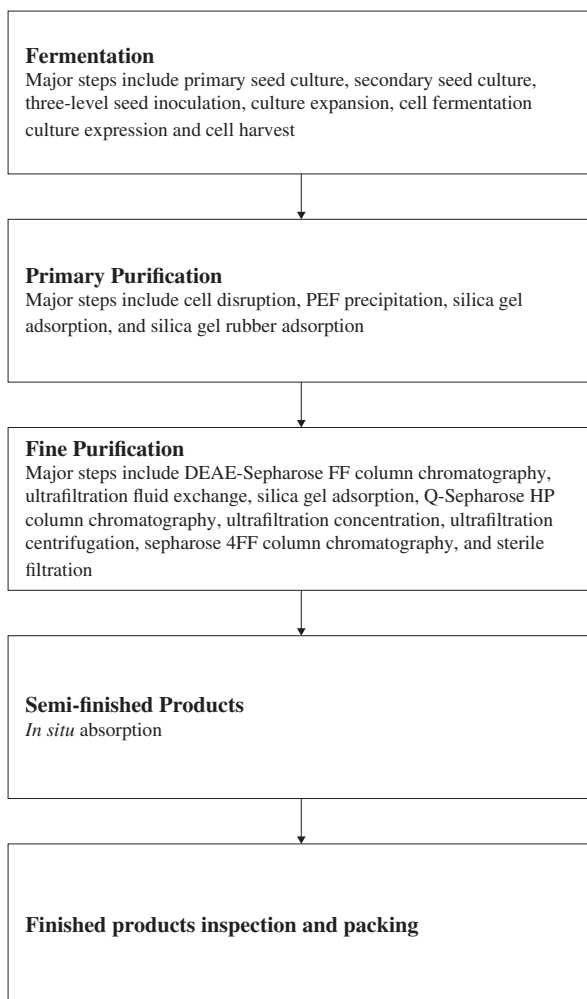 Fermentation
Major steps include primary seed culture, secondary seed culture,
three-level seed inoculation, culture expansion, cell fermentation
culture expression and cell harvest
Primary Purification
Major steps include cell disruption, PEF precipitation, silica gel
adsorption, and silica gel rubber adsorption
Fine Purification
Major steps include DEAE-Sepharose FF column chromatography,
ultrafiltration fluid exchange, silica gel adsorption, Q-Sepharose HP
column chromatography, ultrafiltration concentration, ultrafiltration
centrifugation, sepharose 4FF column chromatography, and sterile
filtration
Semi-finished Products
In situ absorption
Finished products inspection and packing